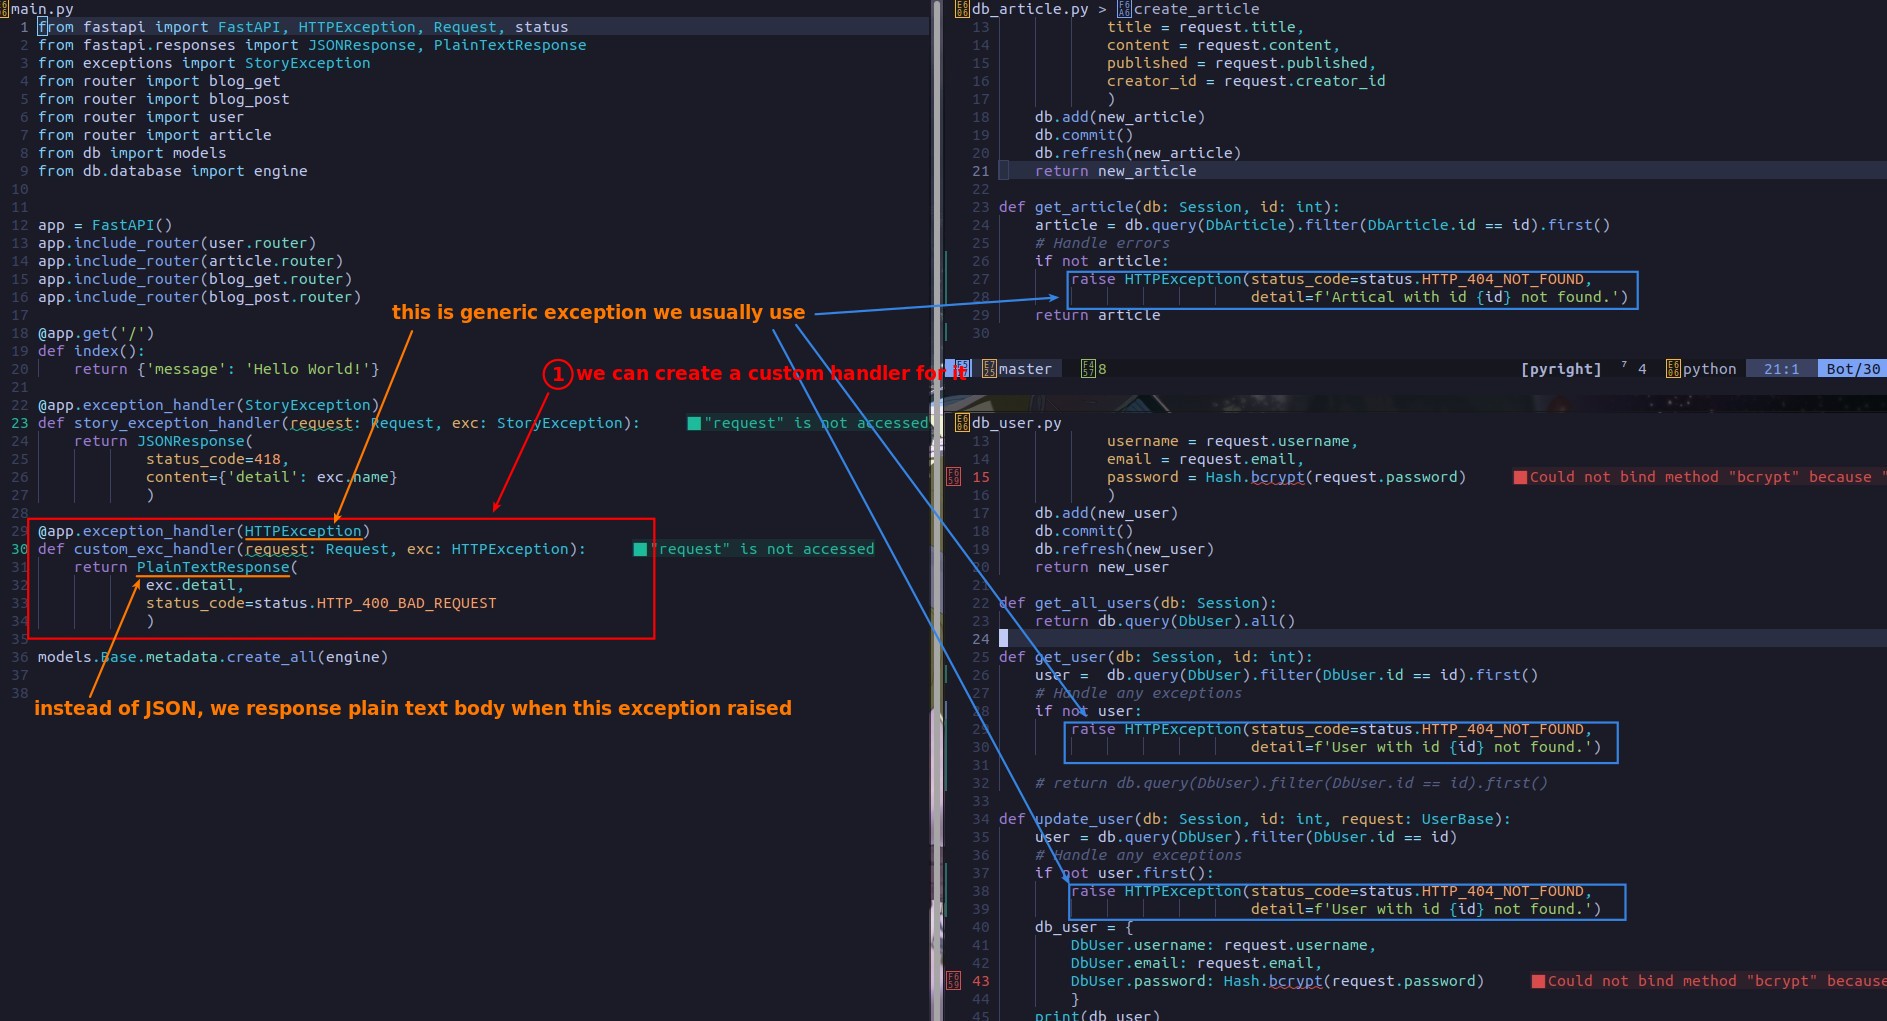 main.py
1 from fastapi import FastAPI, HTTPException, Request, status
2 from fastapi.responses import JSONResponse, PlainTextResponse
3 from exceptions import StoryException
4 from router import blog_get
5 from router import blog_post
6 from router import user
7 from router import article
8 from db import models
9 from db.database import engine
10
11
12 app = FastAPI()
13 app.include_router(user.router)
14 app.include_router(article.router)
15 app.include_router(blog_get.router)
16 app.include_router(blog_post.router)
this is generic exception we usually use
17
18 @app.get('/')
19 def index():
20 return {'message': 'Hello World!'}
1 we can create a custom handler for it
21
22 @app.exception_handler(StoryException)
23 def story_exception_handler(request: Request, exc: StoryException): "request" is not accessed
24 return JSONResponse(
25 status_code=418,
26 content={'detail': exc.name}
27 )
28
29 @app.exception_handler(HTTPException)
30 def custom_exc_handler(request: Request, exc: HTTPException): "request" is not accessed
31 return PlainTextResponse(
32 exc.detail,
33 status_code=status.HTTP_400_BAD_REQUEST
34 )
35
36 models.Base.metadata.create_all(engine)
37
38
instead of JSON, we response plain text body when this exception raised
db_article.py > create_article
13 title = request.title,
14 content = request.content,
15 published = request.published,
16 creator_id = request.creator_id
17 )
18 db.add(new_article)
19 db.commit()
20 db.refresh(new_article)
21 return new_article
22
23 def get_article(db: Session, id: int):
24 article = db.query(DbArticle).filter(DbArticle.id == id).first()
25 # Handle errors
26 if not article:
27 raise HTTPException(status_code=status.HTTP_404_NOT_FOUND,
28 detail=f'Artical with id {id} not found.')
29 return article
30
master 8 [pyright] 7 4 python 21:1 Bot/30
db_user.py
13 username = request.username,
14 email = request.email,
15 password = Hash.bcrypt(request.password) Could not bind method "bcrypt" because "
16 )
17 db.add(new_user)
18 db.commit()
19 db.refresh(new_user)
20 return new_user
21
22 def get_all_users(db: Session):
23 return db.query(DbUser).all()
24
25 def get_user(db: Session, id: int):
26 user = db.query(DbUser).filter(DbUser.id == id).first()
27 # Handle any exceptions
28 if not user:
29 raise HTTPException(status_code=status.HTTP_404_NOT_FOUND,
30 detail=f'User with id {id} not found.')
31
32 # return db.query(DbUser).filter(DbUser.id == id).first()
33
34 def update_user(db: Session, id: int, request: UserBase):
35 user = db.query(DbUser).filter(DbUser.id == id)
36 # Handle any exceptions
37 if not user.first():
38 raise HTTPException(status_code=status.HTTP_404_NOT_FOUND,
39 detail=f'User with id {id} not found.')
40 db_user = {
41 DbUser.username: request.username,
42 DbUser.email: request.email,
43 DbUser.password: Hash.bcrypt(request.password) Could not bind method "bcrypt" because
44 }
45 print(db_user)